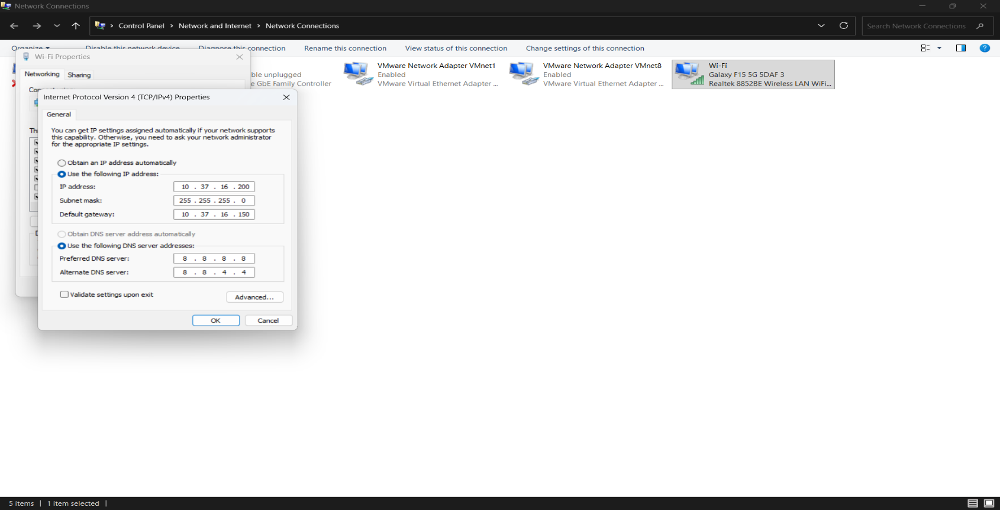 Network Connections
Control Panel > Network and Internet > Network Connections
Search Network Connections
Organize
Disable this network device
Diagnose this connection
Rename this connection
View status of this connection
Change settings of this connection
Wi-Fi Properties
Networking
Sharing
ble unplugged
e GbE Family Controller
VMware Network Adapter VMnet1
Enabled
VMware Virtual Ethernet Adapter ...
VMware Network Adapter VMnet8
Enabled
VMware Virtual Ethernet Adapter ...
Wi-Fi
Galaxy F15 5G 5DAF 3
Realtek 8852BE Wireless LAN WiFi...
Internet Protocol Version 4 (TCP/IPv4) Properties
General
You can get IP settings assigned automatically if your network supports
this capability. Otherwise, you need to ask your network administrator
for the appropriate IP settings.
Obtain an IP address automatically
Use the following IP address:
IP address: 10 . 37 . 16 . 200
Subnet mask: 255 . 255 . 255 . 0
Default gateway: 10 . 37 . 16 . 150
Obtain DNS server address automatically
Use the following DNS server addresses:
Preferred DNS server: 8 . 8 . 8 . 8
Alternate DNS server: 8 . 8 . 4 . 4
Validate settings upon exit
Advanced...
OK
Cancel
5 items | 1 item selected |